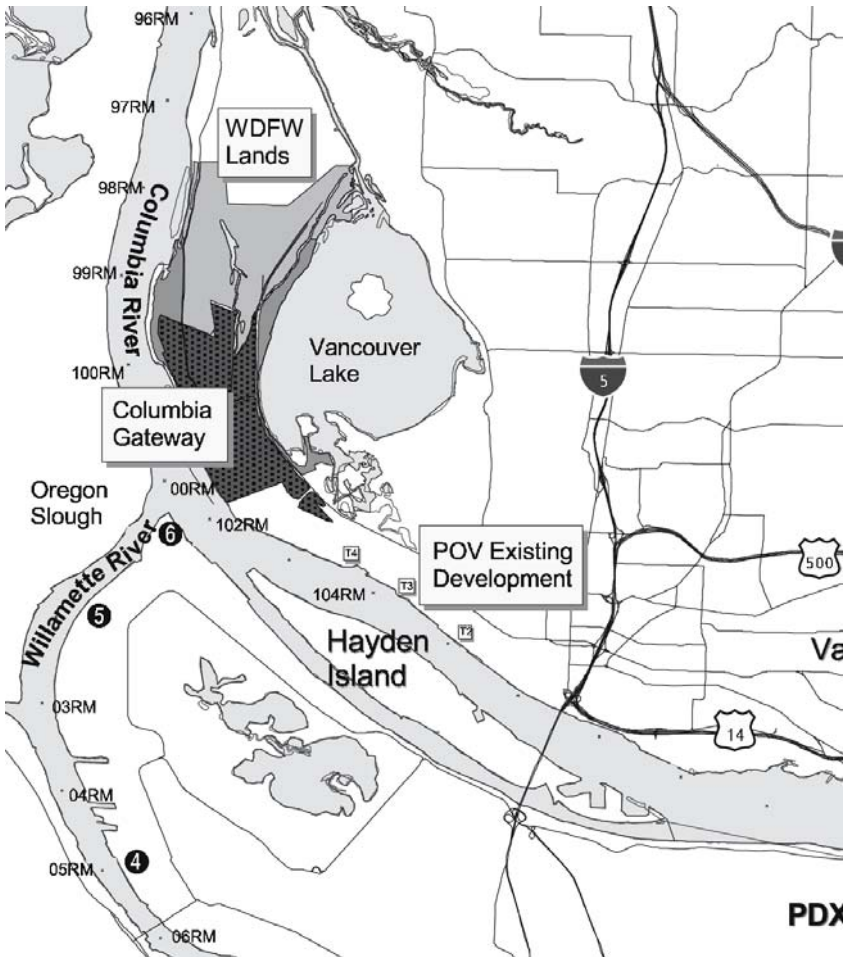 96RM
97RM
WDFW
Lands
98RM
Columbia River
99RM
Vancouver
Lake
100RM
5
Columbia
Gateway
00RM
Oregon
Slough
102RM
6
Willamette River
T4
POV Existing
Development
500
104RM
T3
5
T2
Hayden
Island
Va
03RM
14
04RM
4
05RM
PDX
06RM